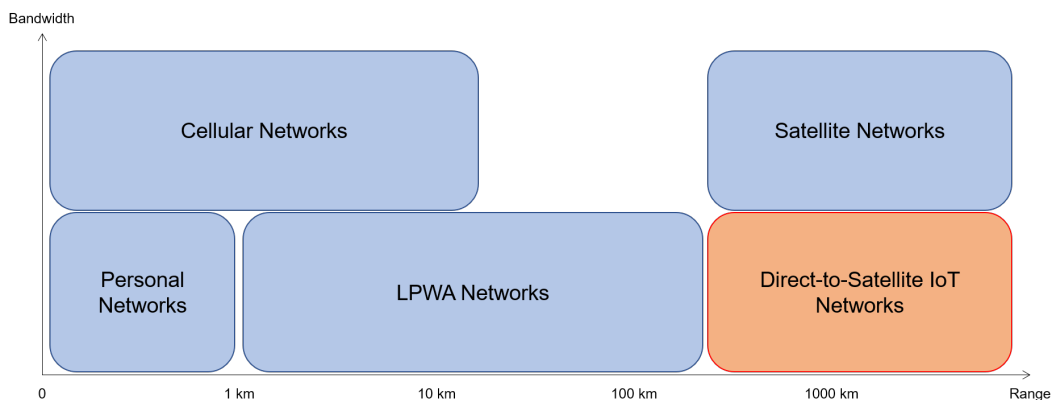 Bandwidth
Cellular Networks
Satellite Networks
Personal
Networks
LPWA Networks
Direct-to-Satellite IoT
Networks
0
1 km
10 km
100 km
1000 km
Range